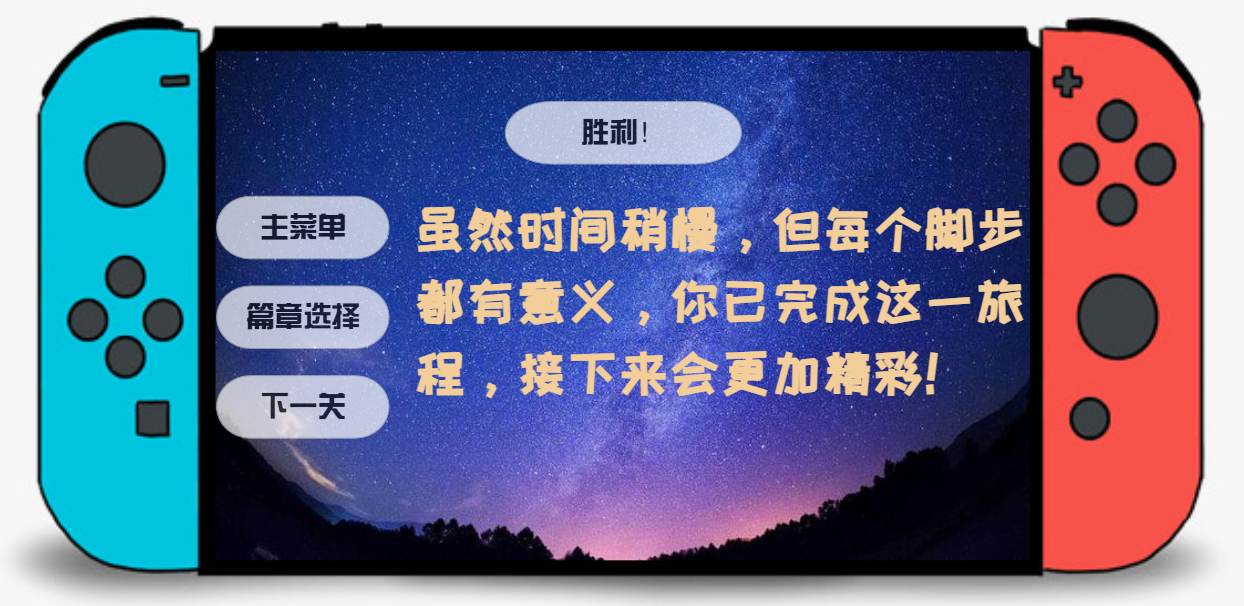 胜利!
主菜单
篇章选择
下一关
虽然时间稍慢，但每个脚步
都有意义，你已完成这一旅
程，接下来会更加精彩!